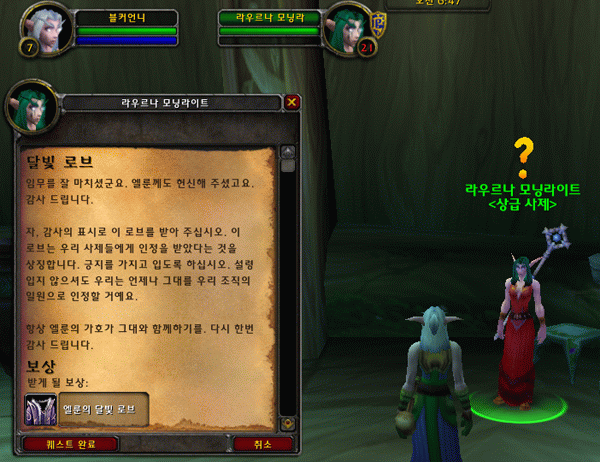 오전 6:47
블커언니
라우르나 모닝라
7
21
라우르나 모닝라이트
달빛 로브
임무를 잘 마치셨군요. 엘룬께도 헌신해 주셨고요.
감사 드립니다.
자, 감사의 표시로 이 로브를 받아 주십시오. 이
로브는 우리 사제들에게 인정을 받았다는 것을
상징합니다. 긍지를 가지고 입도록 하십시오. 설령
입지 않으셔도 우리는 언제나 그대를 우리 조직의
일원으로 인정할 거예요.
항상 엘룬의 가호가 그대와 함께하기를. 다시 한번
감사 드립니다.
보상
받게 될 보상:
엘룬의 달빛 로브
퀘스트 완료
취소
?
라우르나 모닝라이트
<상급 사제>